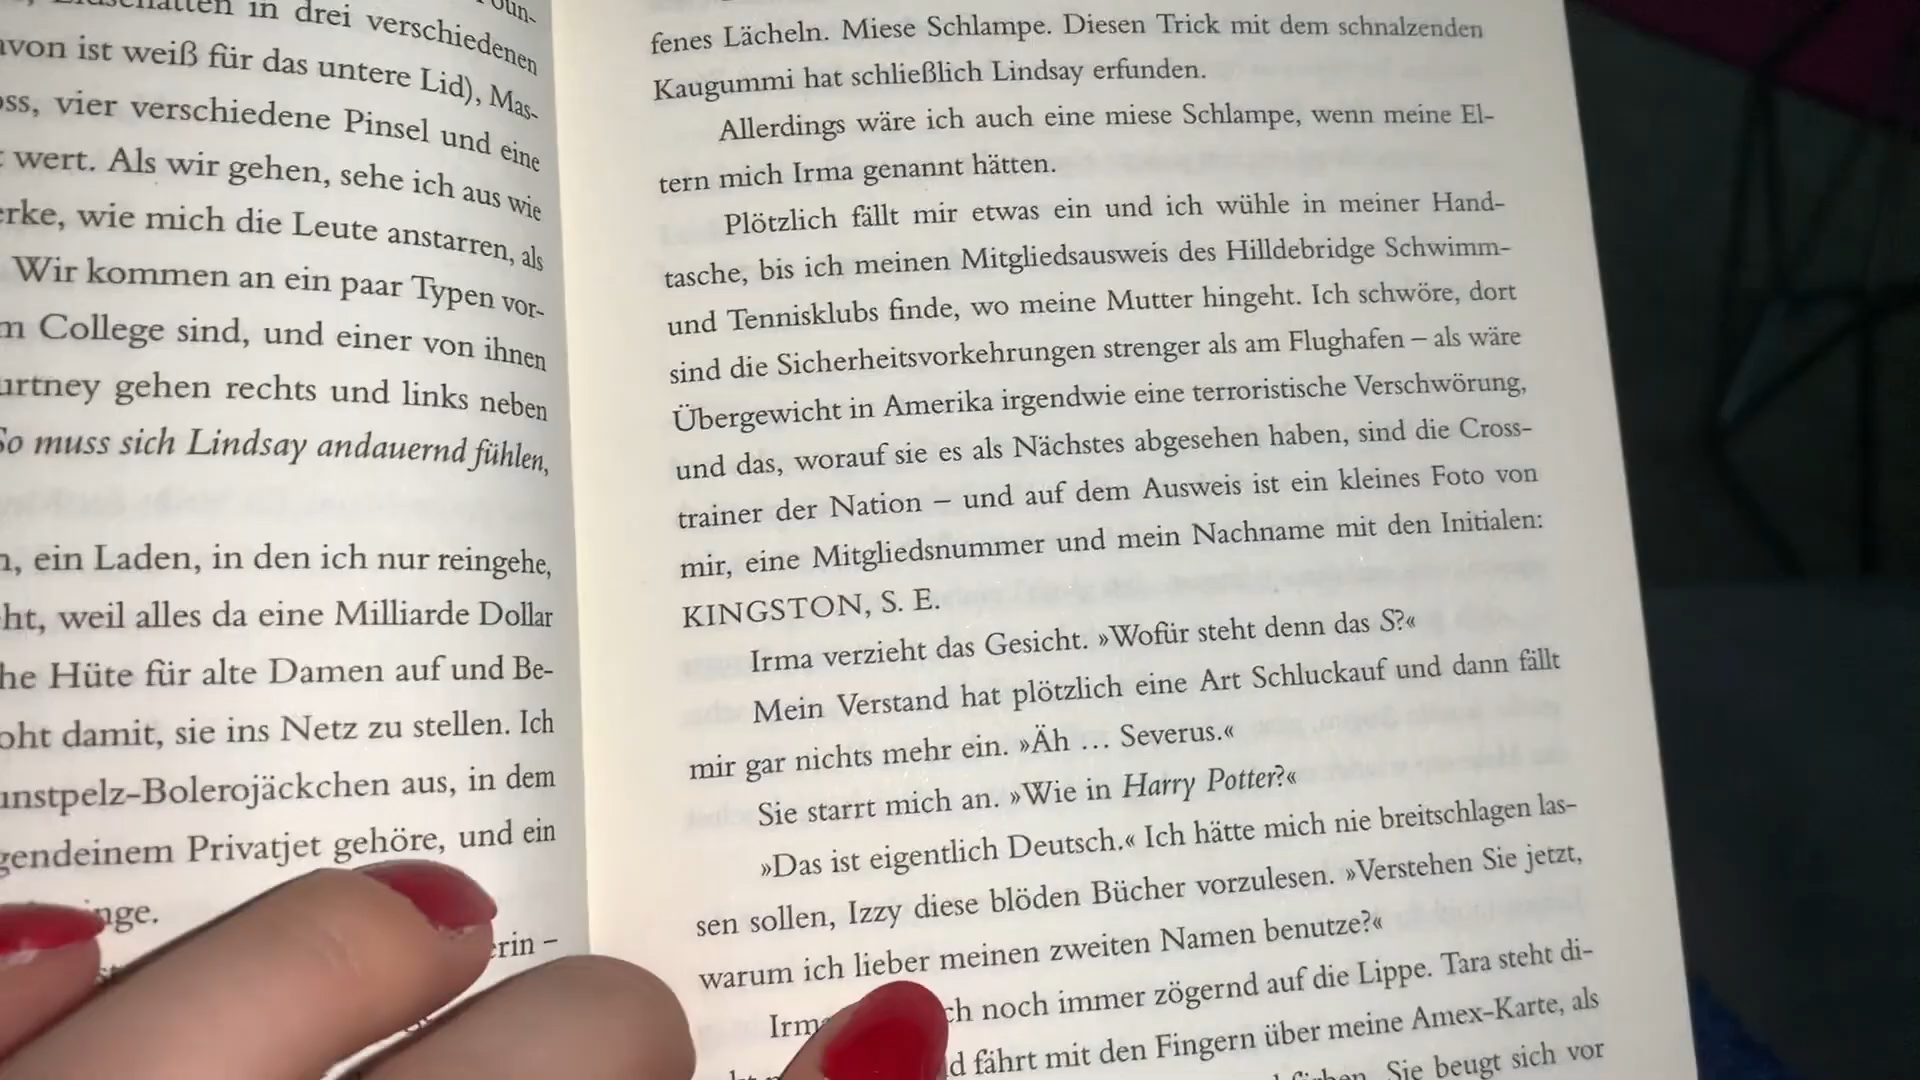 in drei verschiedenen
von ist weiß für das untere Lid), Mas-
vier verschiedene Pinsel und eine
wert. Als wir gehen, sehe ich aus wie
wie mich die Leute anstarren, als
Wir kommen an ein paar Typen vor-
College sind, und einer von ihnen
gehen rechts und links neben
So muss sich Lindsay andauernd fühlen,
ein Laden, in den ich nur reingehe,
weil alles da eine Milliarde Dollar
Hüte für alte Damen auf und Be-
damit, sie ins Netz zu stellen. Ich
nstpelz-Bolerojäckchen aus, in dem
gendeinem Privatjet gehöre, und ein
nge.
erin –
fenes Lächeln. Miese Schlampe. Diesen Trick mit dem schnalzenden
Kaugummi hat schließlich Lindsay erfunden.
Allerdings wäre ich auch eine miese Schlampe, wenn meine El-
tern mich Irma genannt hätten.
Plötzlich fällt mir etwas ein und ich wühle in meiner Hand-
tasche, bis ich meinen Mitgliedsausweis des Hilldebridge Schwimm-
und Tennisklubs finde, wo meine Mutter hingeht. Ich schwöre, dort
sind die Sicherheitsvorkehrungen strenger als am Flughafen – als wäre
Übergewicht in Amerika irgendwie eine terroristische Verschwörung,
und das, worauf sie es als Nächstes abgesehen haben, sind die Cross-
trainer der Nation – und auf dem Ausweis ist ein kleines Foto von
mir, eine Mitgliedsnummer und mein Nachname mit den Initialen:
KINGSTON, S. E.
Irma verzieht das Gesicht. »Wofür steht denn das S?«
Mein Verstand hat plötzlich eine Art Schluckauf und dann fällt
mir gar nichts mehr ein. »Äh … Severus.«
Sie starrt mich an. »Wie in Harry Potter?«
»Das ist eigentlich Deutsch.« Ich hätte mich nie breitschlagen las-
sen sollen, Izzy diese blöden Bücher vorzulesen. »Verstehen Sie jetzt,
warum ich lieber meinen zweiten Namen benutze?«
Irma noch immer zögernd auf die Lippe. Tara steht di-
fährt mit den Fingern über meine Amex-Karte, als
Sie beugt sich vor